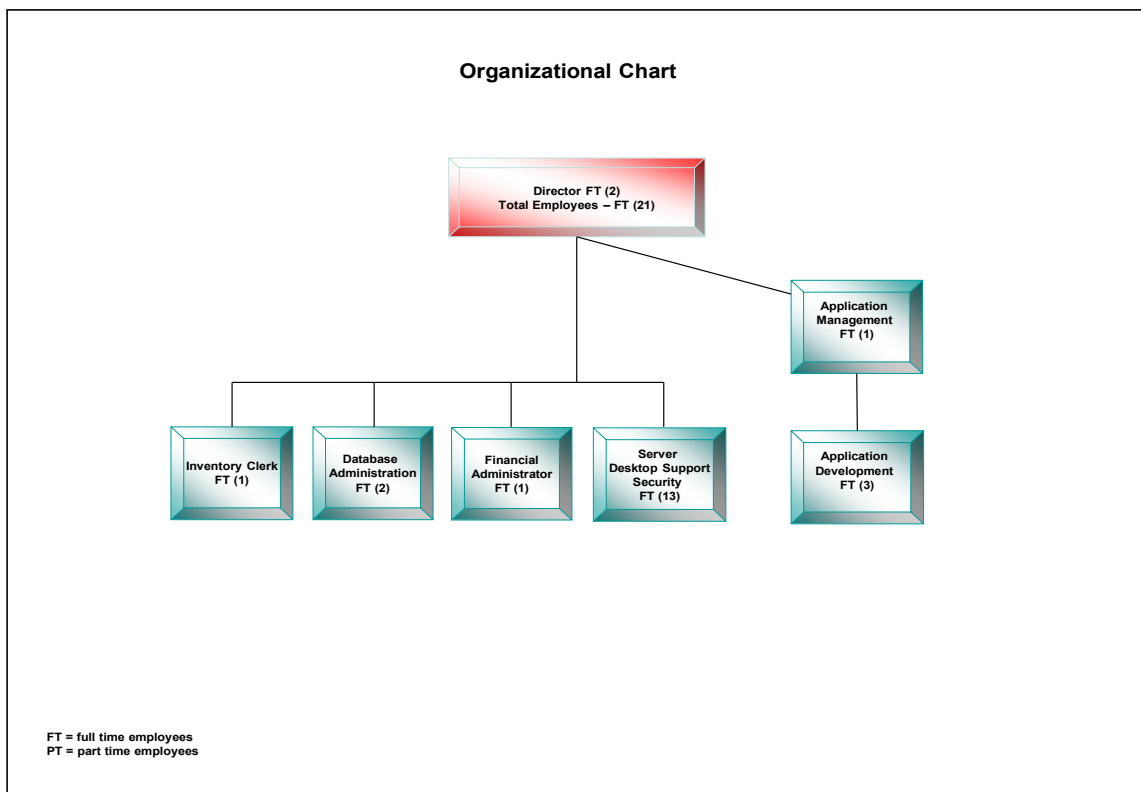 Organizational Chart
Director FT (2)
Total Employees – FT (21)
Application
Management
FT (1)
Inventory Clerk
FT (1)
Database
Administration
FT (2)
Financial
Administrator
FT (1)
Server
Desktop Support
Security
FT (13)
Application
Development
FT (3)
FT = full time employees
PT = part time employees